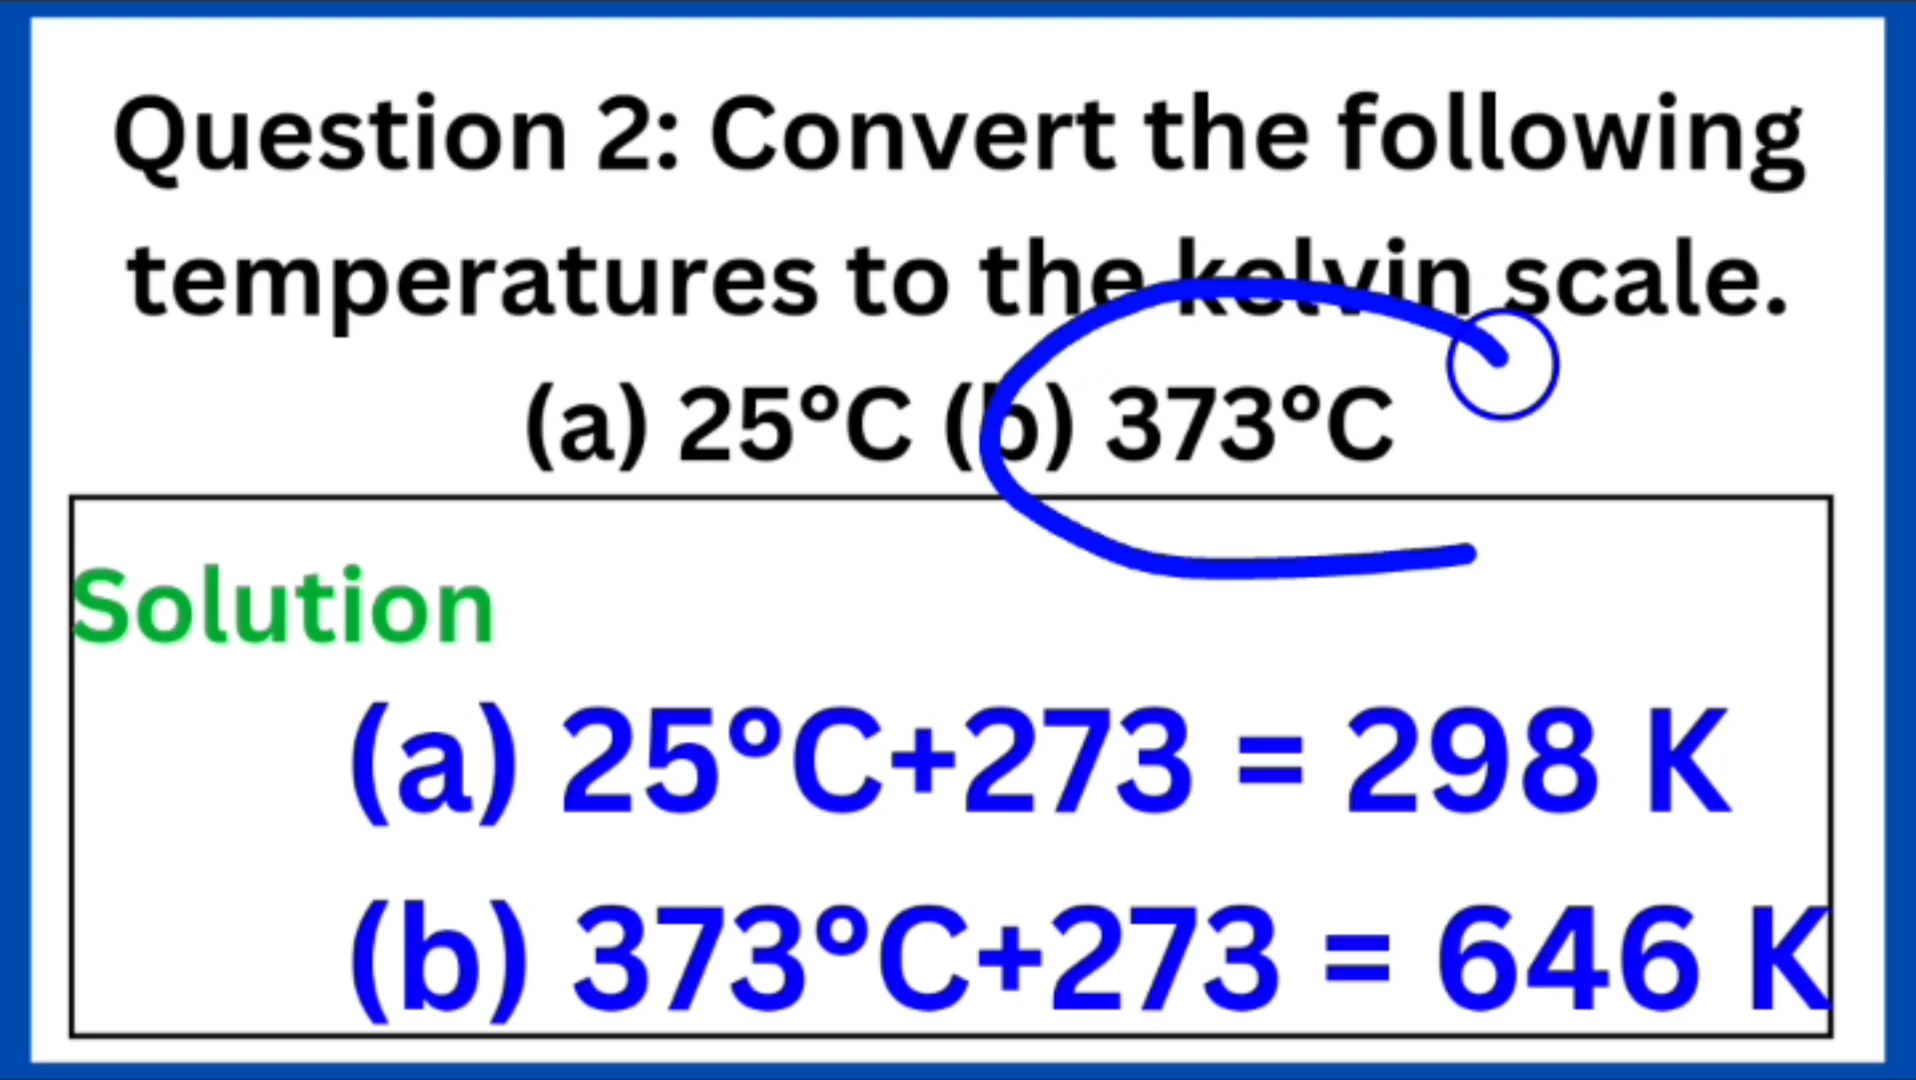 Question 2: Convert the following
temperatures to the kelvin scale.
(a) 25°C (b) 373°C
Solution
(a) 25°C+273 = 298 K
(b) 373°C+273 = 646 K